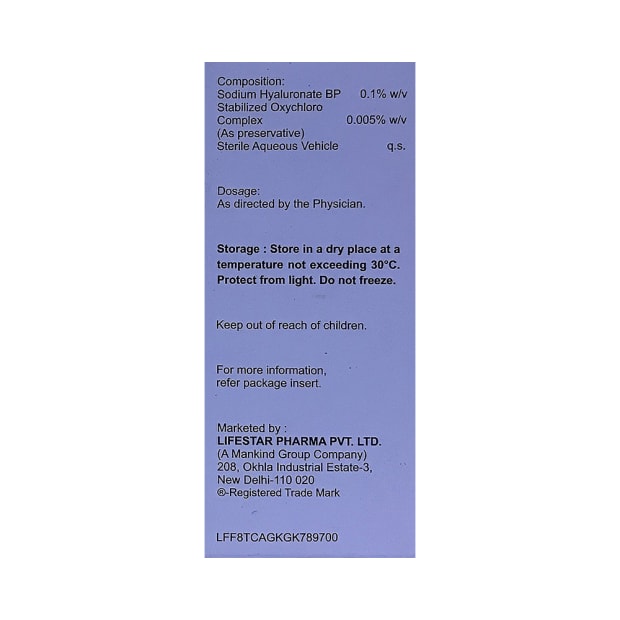 Composition:
Sodium Hyaluronate BP 0.1% w/v
Stabilized Oxychloro
Complex 0.005% w/v
(As preservative)
Sterile Aqueous Vehicle q.s.
Dosage:
As directed by the Physician.
Storage : Store in a dry place at a
temperature not exceeding 30°C.
Protect from light. Do not freeze.
Keep out of reach of children.
For more information,
refer package insert.
Marketed by :
LIFESTAR PHARMA PVT. LTD.
(A Mankind Group Company)
208, Okhla Industrial Estate-3,
New Delhi-110 020
®-Registered Trade Mark
LFF8TCAGKGK789700